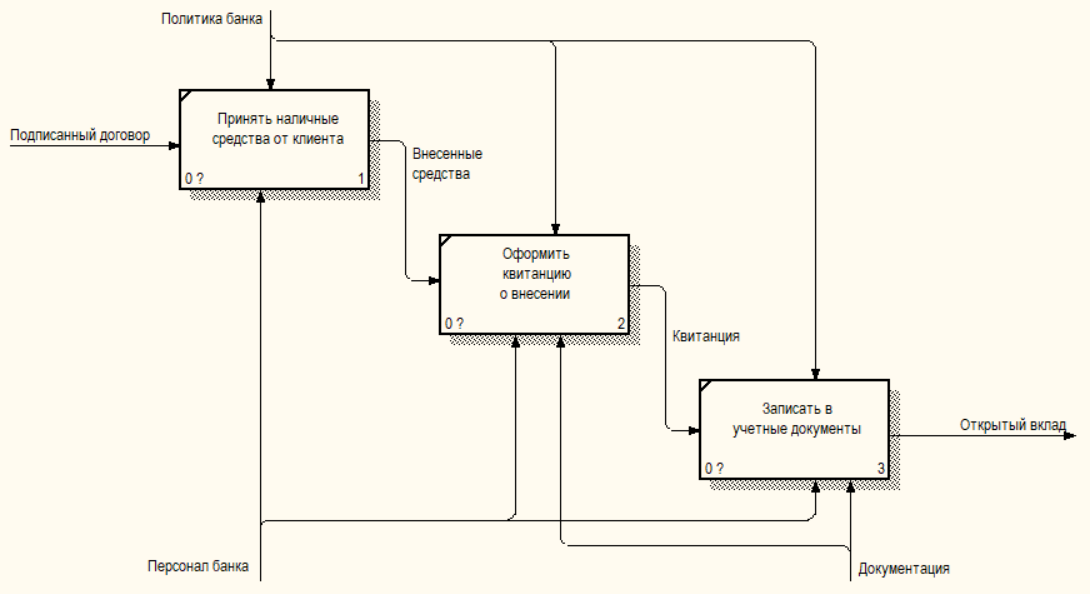 Политика банка
Принять наличные
средства от клиента
0 ?
1
Подписанный договор
Внесенные
средства
Оформить
квитанцию
о внесении
0 ?
2
Квитанция
Записать в
учетные документы
0 ?
3
Открытый вклад
Персонал банка
Документация